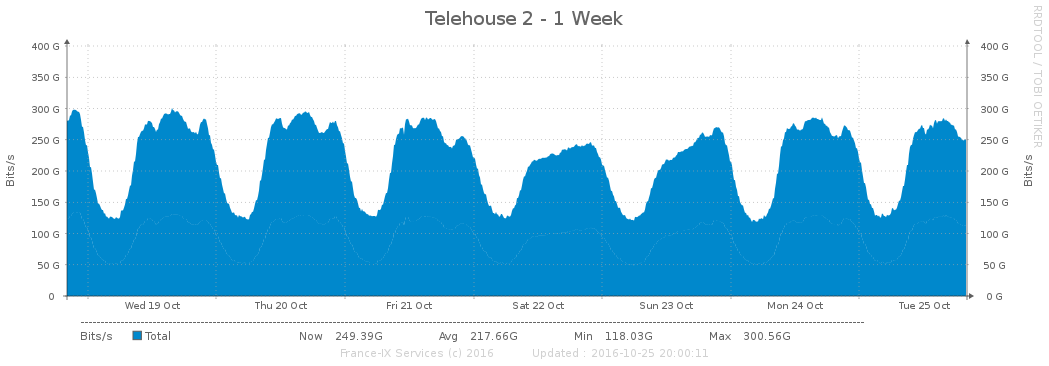 Telehouse 2 - 1 Week
RRDTOOL / TOBI OETIKER
Bits/s
400 G
350 G
300 G
250 G
200 G
150 G
100 G
50 G
0
400 G
350 G
300 G
250 G
200 G
150 G
100 G
50 G
0 G
Bits/s
Wed 19 Oct Thu 20 Oct Fri 21 Oct Sat 22 Oct Sun 23 Oct Mon 24 Oct Tue 25 Oct
Bits/s Total Now 249.39G Avg 217.66G Min 118.03G Max 300.56G
France-IX Services (c) 2016 Updated : 2016-10-25 20:00:11